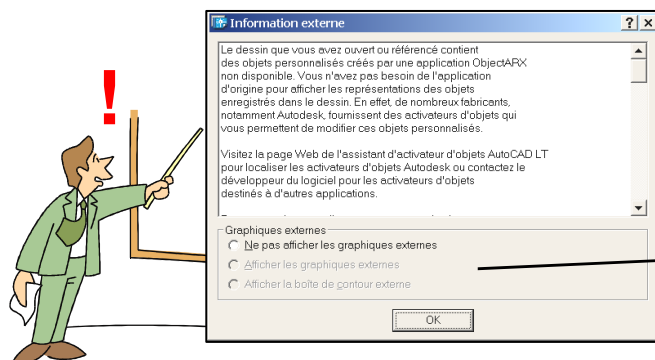 !
Information externe
Le dessin que vous avez ouvert ou référencé contient
des objets personnalisés créés par une application ObjectARX
non disponible. Vous n'avez pas besoin de l'application
d'origine pour afficher les représentations des objets
enregistrés dans le dessin. En effet, de nombreux fabricants,
notamment Autodesk, fournissent des activateurs d'objets qui
vous permettent de modifier ces objets personnalisés.
Visitez la page Web de l'assistant d'activateur d'objets AutoCAD LT
pour localiser les activateurs d'objets Autodesk ou contactez le
développeur du logiciel pour les activateurs d'objets
destinés à d'autres applications.
Graphiques externes
Ne pas afficher les graphiques externes
Afficher les graphiques externes
Afficher la boîte de contour externe
OK